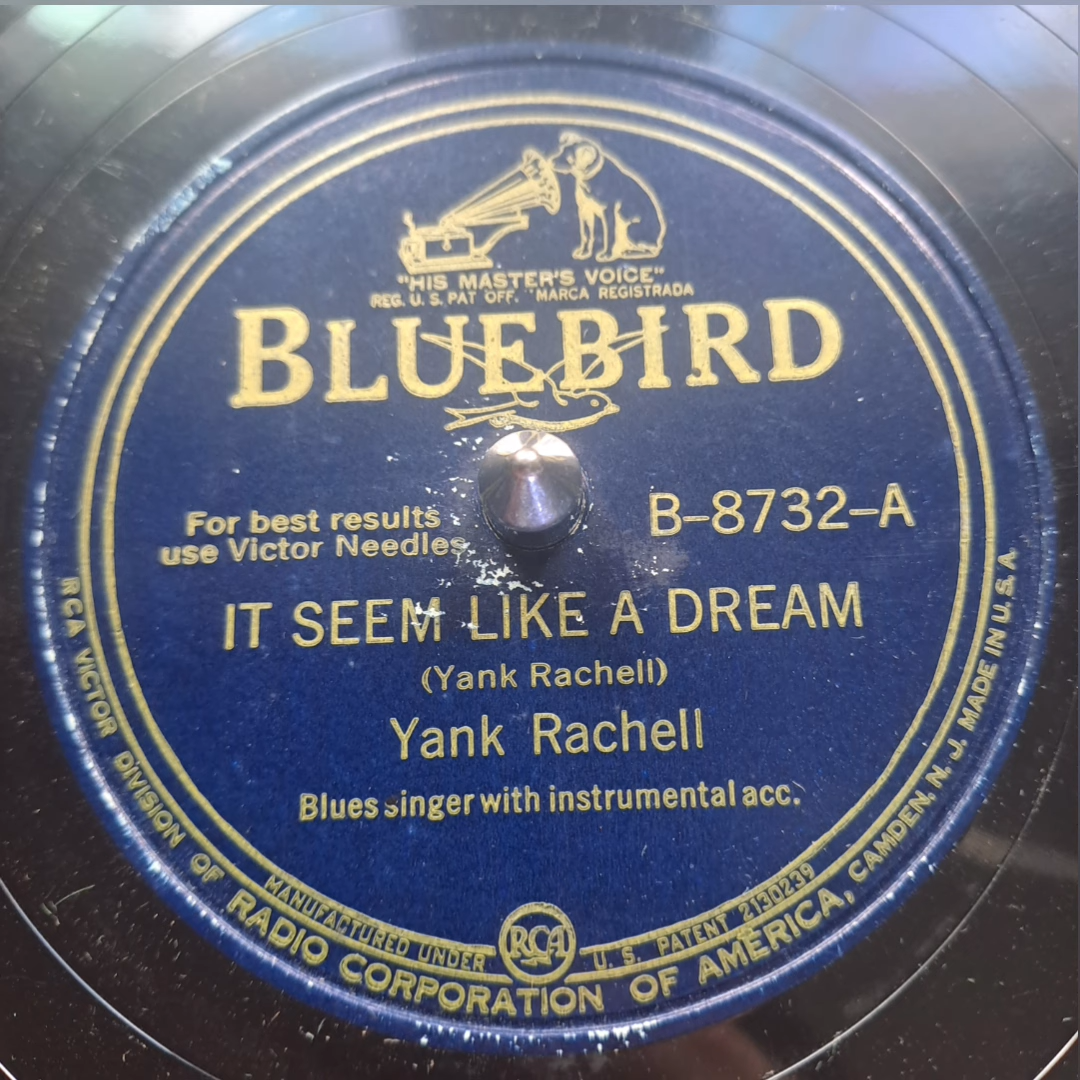 "HIS MASTER'S VOICE"
REG. U. S. PAT. OFF. MARCA REGISTRADA
BLUEBIRD
For best results
use Victor Needles
B-8732-A
IT SEEM LIKE A DREAM
(Yank Rachell)
Yank Rachell
Blues singer with instrumental acc.
MANUFACTURED UNDER RCA U. S. PATENT 2130239
RCA VICTOR DIVISION OF RADIO CORPORATION OF AMERICA, CAMDEN, N. J. MADE IN U. S. A.